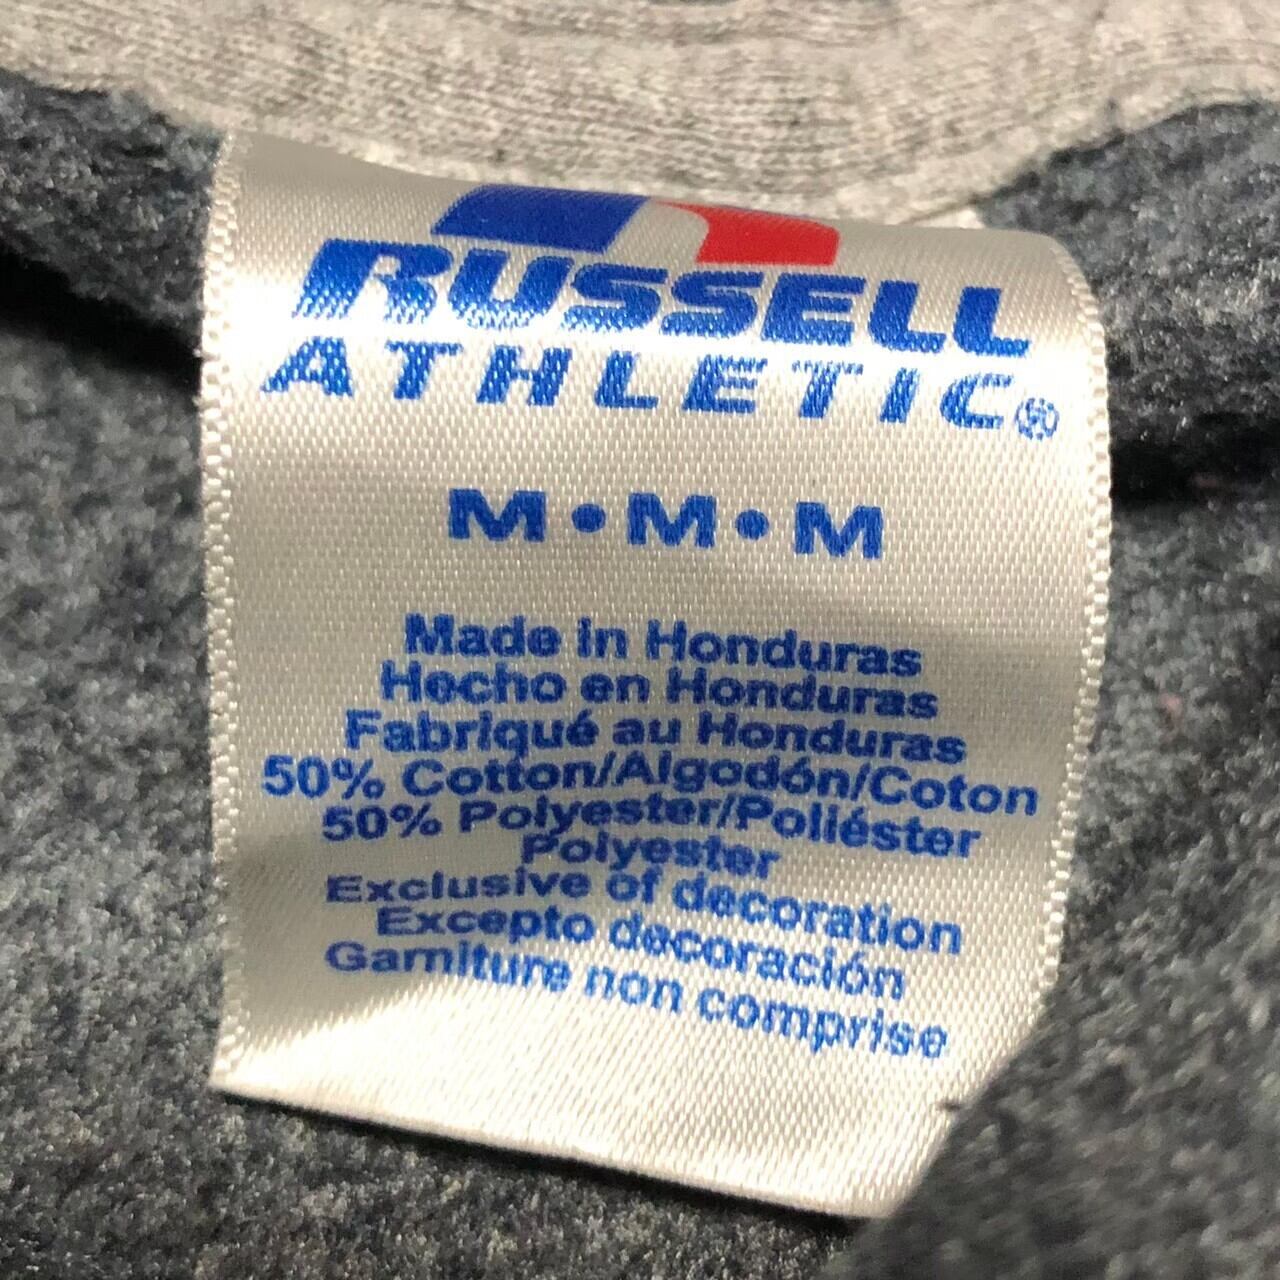 RUSSELL
ATHLETIC®
M•M•M
Made in Honduras
Hecho en Honduras
Fabriqué au Honduras
50% Cotton/Algodón/Coton
50% Polyester/Poliéster
Polyester
Exclusive of decoration
Excepto decoración
Garniture non comprise